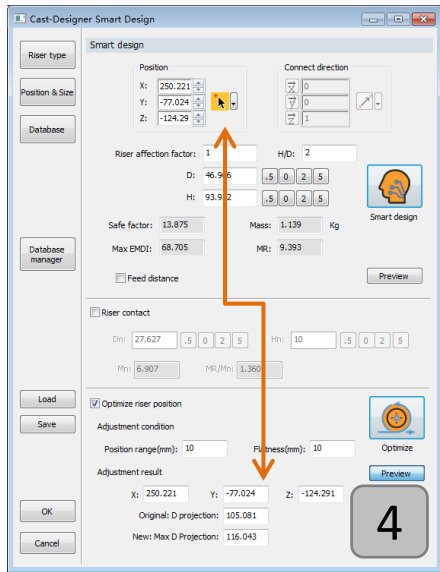 Cast-Designer Smart Design
Riser type
Position & Size
Database
Database manager
Load
Save
OK
Cancel
Smart design
Position
X: 250.221
Y: -77.024
Z: -124.29
Connect direction
X 0
Y 0
Z 1
Riser affection factor: 1 H/D: 2
D: .5 0 2 5
H: .5 0 2 5
Smart design
Safe factor: 13.875 Mass: 1.139 Kg
Max EMDI: 68.705 MR: 9.393
Feed distance
Preview
Riser contact
Dn: 27.627 .5 0 2 5 Hn: 10 .5 0 2 5
Mn: 6.907 MR/Mn: 1.360
Optimize riser position
Adjustment condition
Position range(mm): 10 Flatness(mm): 10
Optimize
Adjustment result
Preview
X: 250.221 Y: -77.024 Z: -124.291
Original: D projection: 105.081
New: Max D Projection: 116.043
4